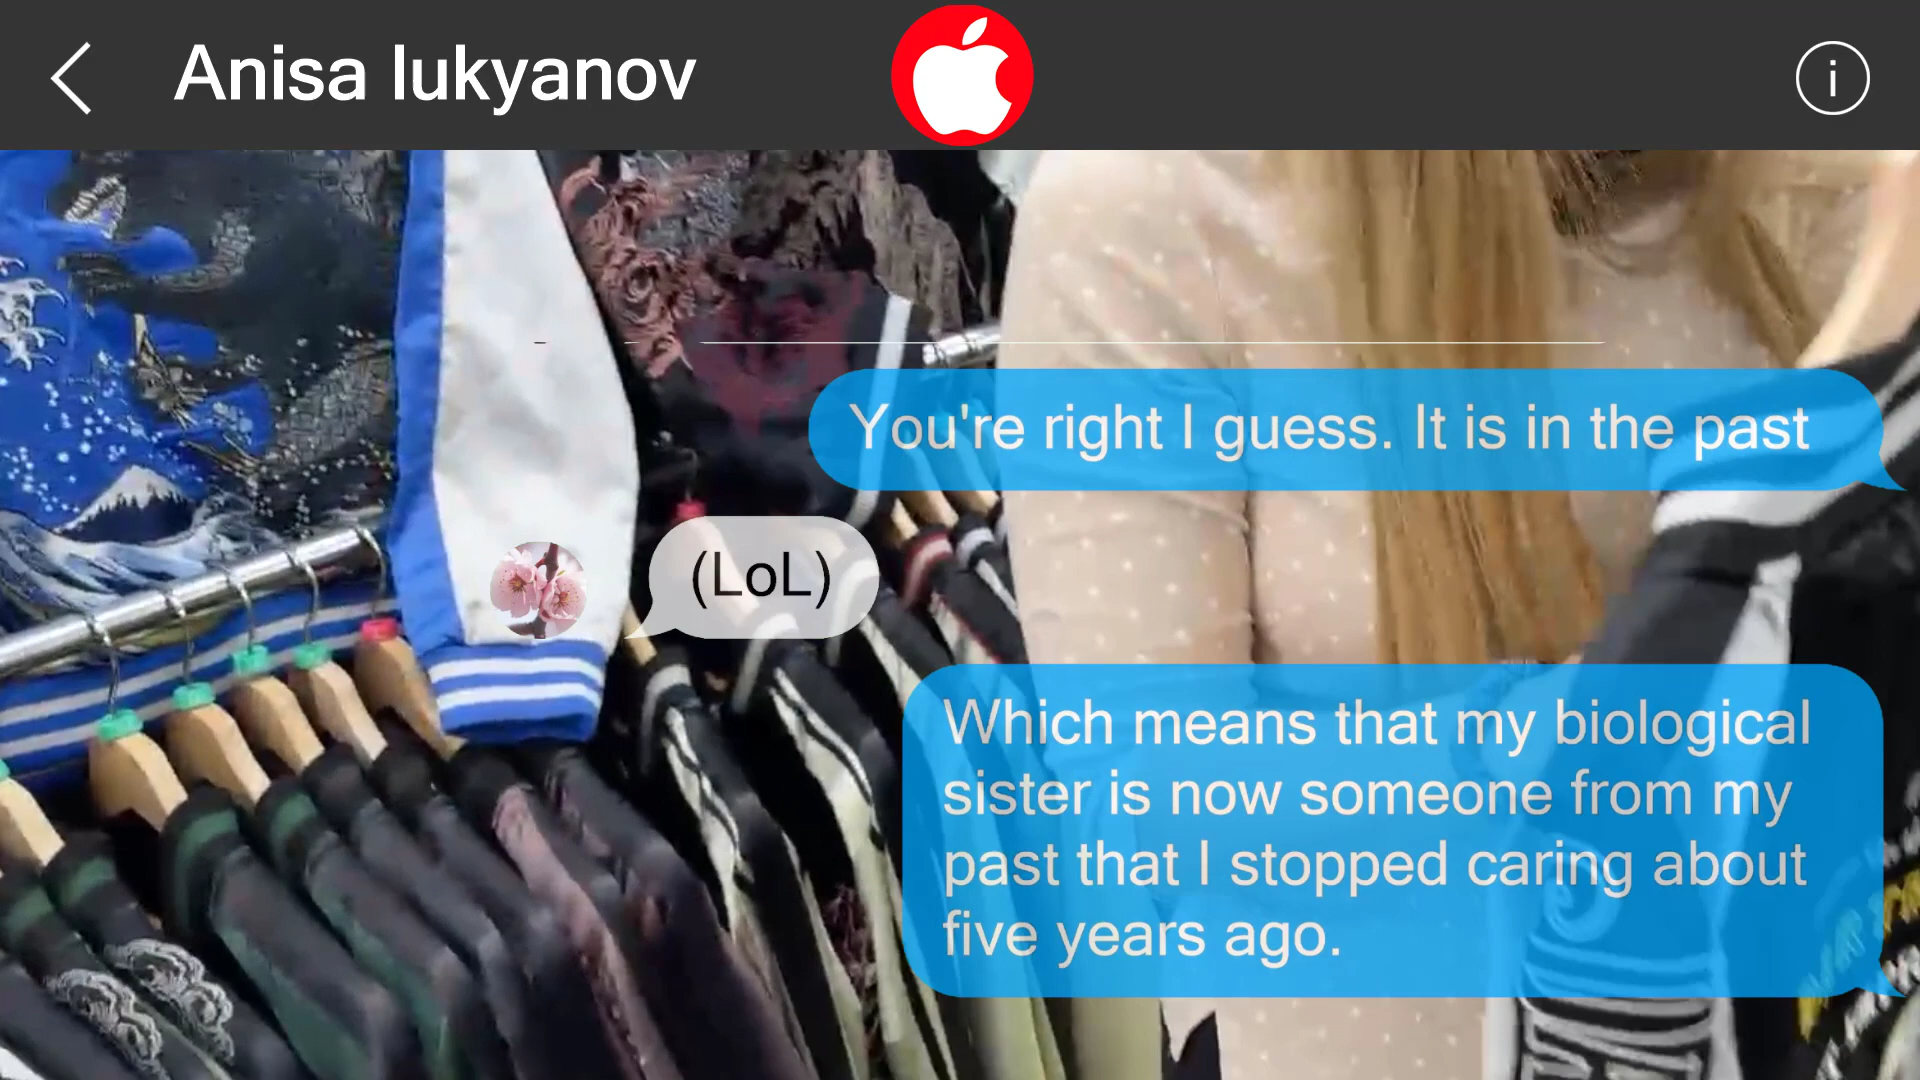 Anisa lukyanov
You're right I guess. It is in the past
(LoL)
Which means that my biological
sister is now someone from my
past that I stopped caring about
five years ago.